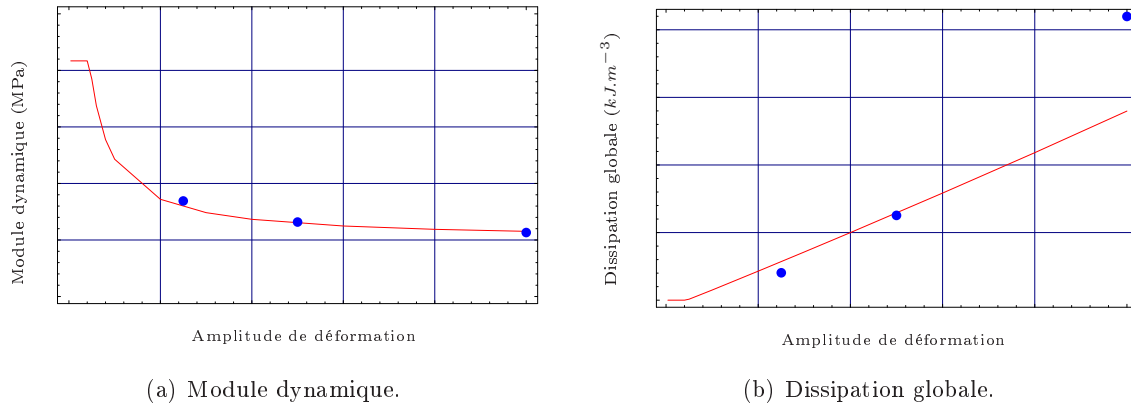 Module dynamique (MPa)
Amplitude de déformation
(a) Module dynamique.
Dissipation globale (kJ.m⁻³)
Amplitude de déformation
(b) Dissipation globale.